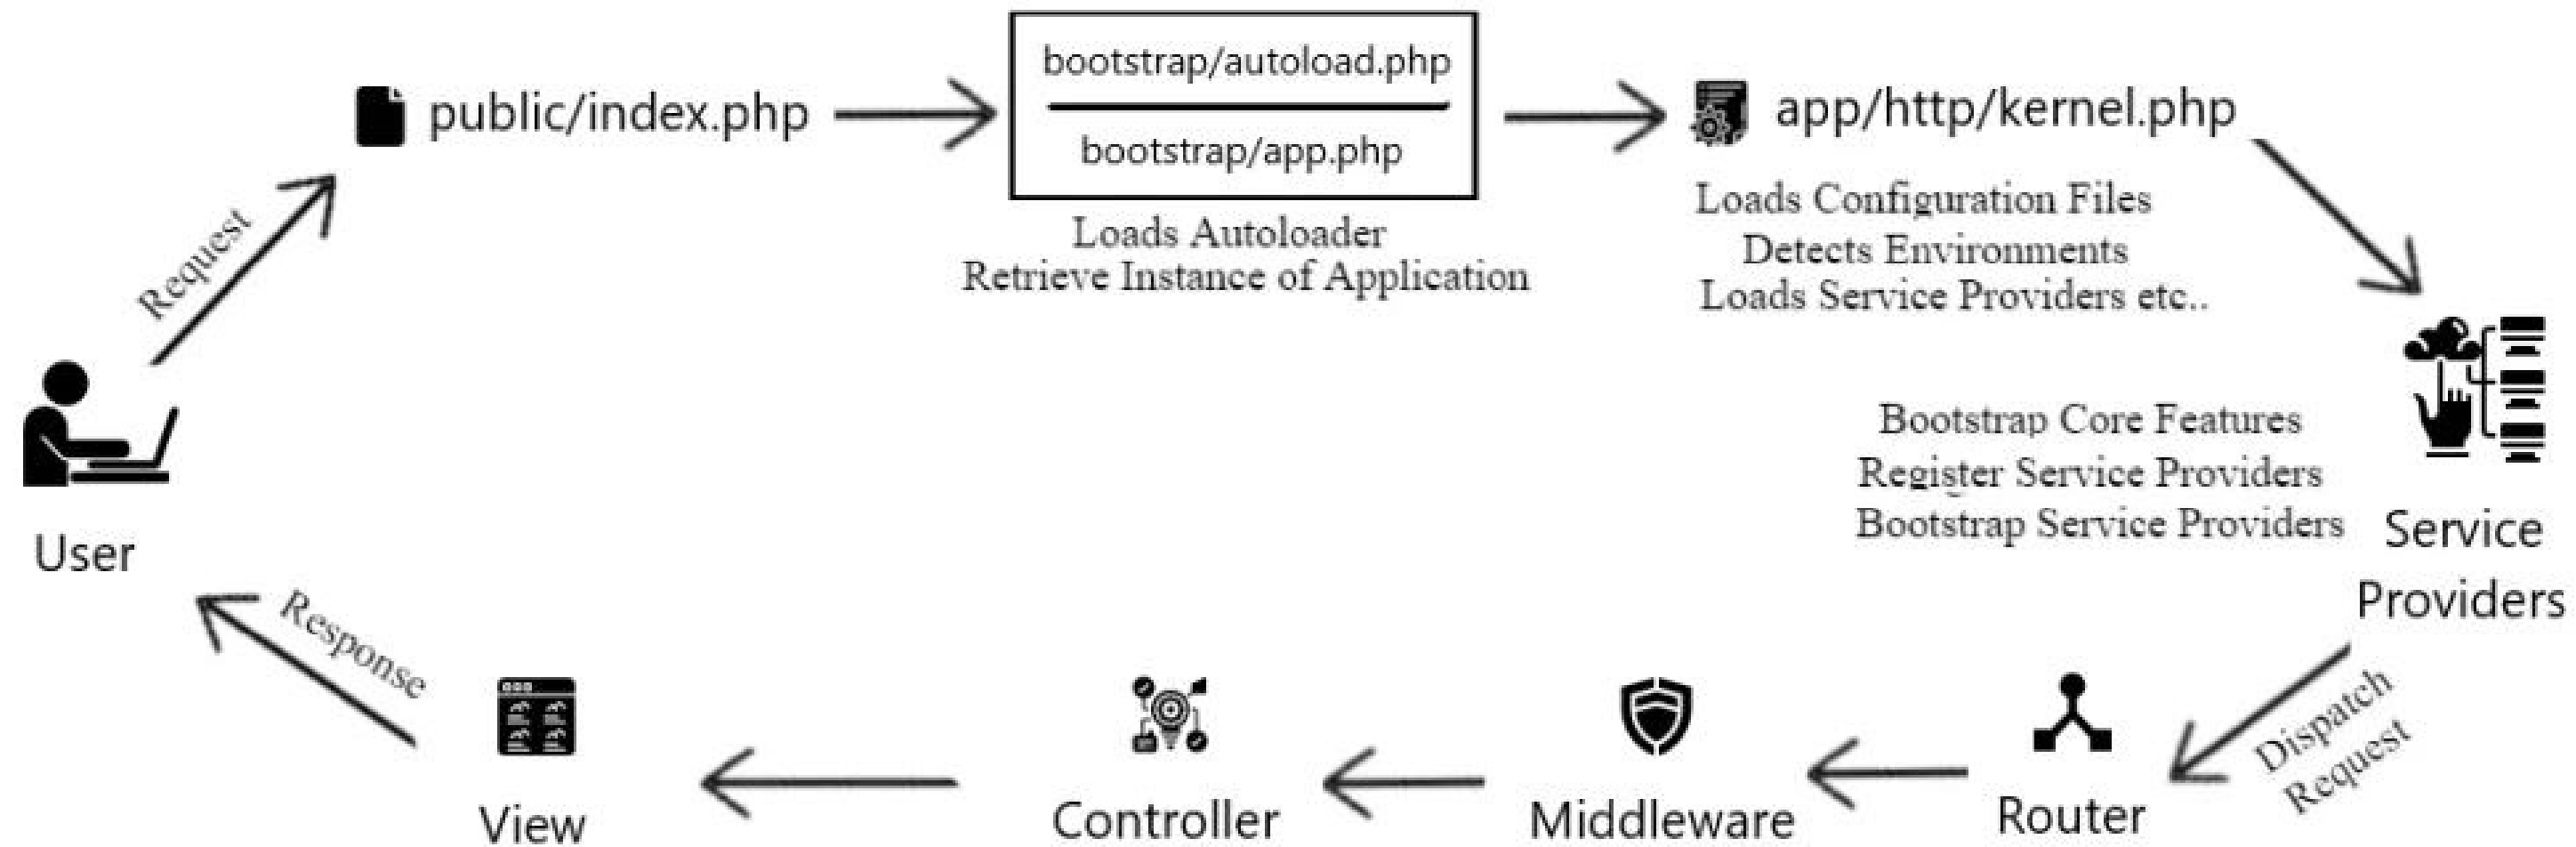 Request
public/index.php
bootstrap/autoload.php
bootstrap/app.php
Loads Autoloader
Retrieve Instance of Application
app/http/kernel.php
Loads Configuration Files
Detects Environments
Loads Service Providers etc..
Bootstrap Core Features
Register Service Providers
Bootstrap Service Providers
Service
Providers
Dispatch
Request
Router
Middleware
Controller
View
Response
User